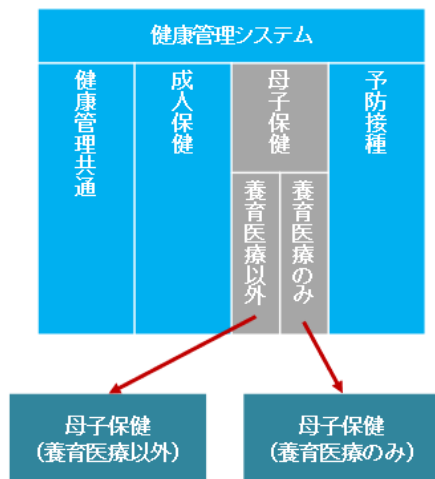 健康管理システム
健康管理共通
成人保健
母子保健
予防接種
養育医療以外
養育医療のみ
母子保健
(養育医療以外)
母子保健
(養育医療のみ)